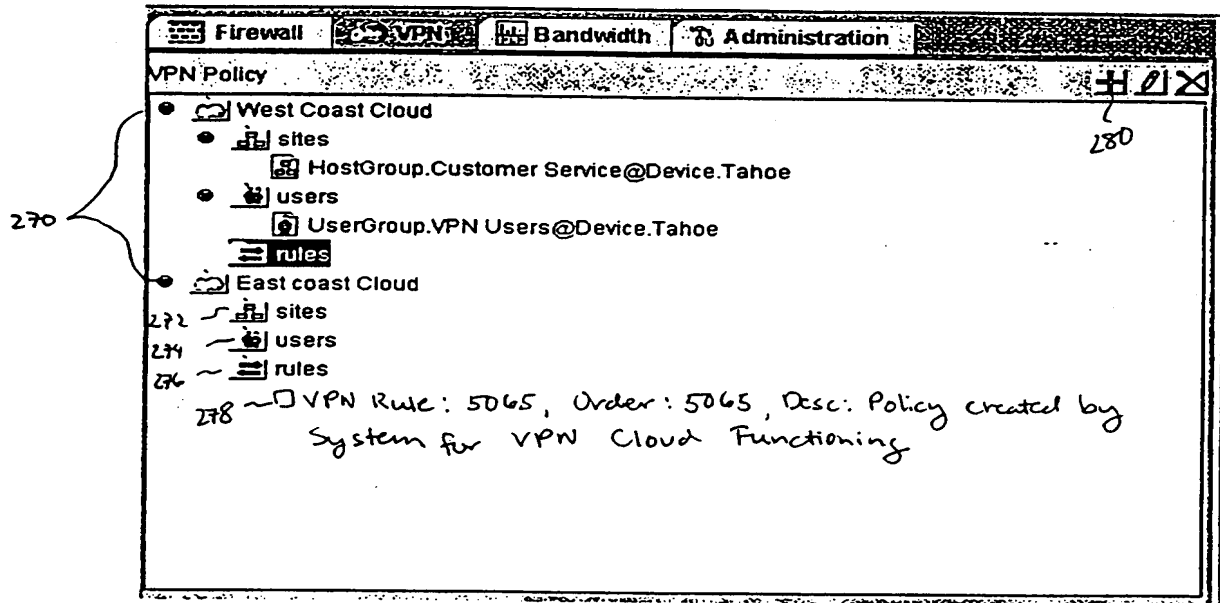 Firewall VPN Bandwidth Administration
VPN Policy
280
West Coast Cloud
sites
HostGroup.Customer Service@Device.Tahoe
users
270
UserGroup.VPN Users@Device.Tahoe
rules
East coast Cloud
272 sites
274 users
276 rules
278 VPN Rule: 5065, Order: 5065, Desc: Policy created by
System for VPN Cloud Functioning